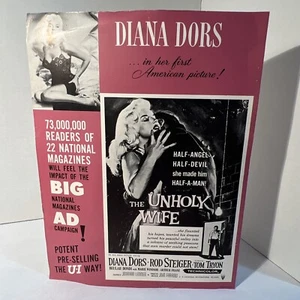 DIANA DORS
...in her first
American picture!
73,000,000
READERS OF
22 NATIONAL
MAGAZINES
WILL FEEL THE
IMPACT OF THE
BIG
NATIONAL
MAGAZINES
AD
CAMPAIGN!
POTENT
PRE-SELLING
THE U-I WAY!
HALF-ANGEL
HALF-DEVIL
she made him
HALF-A-MAN!
THE UNHOLY
WIFE
DIANA DORS • ROD STEIGER • TOM TRYON
TECHNICOLOR